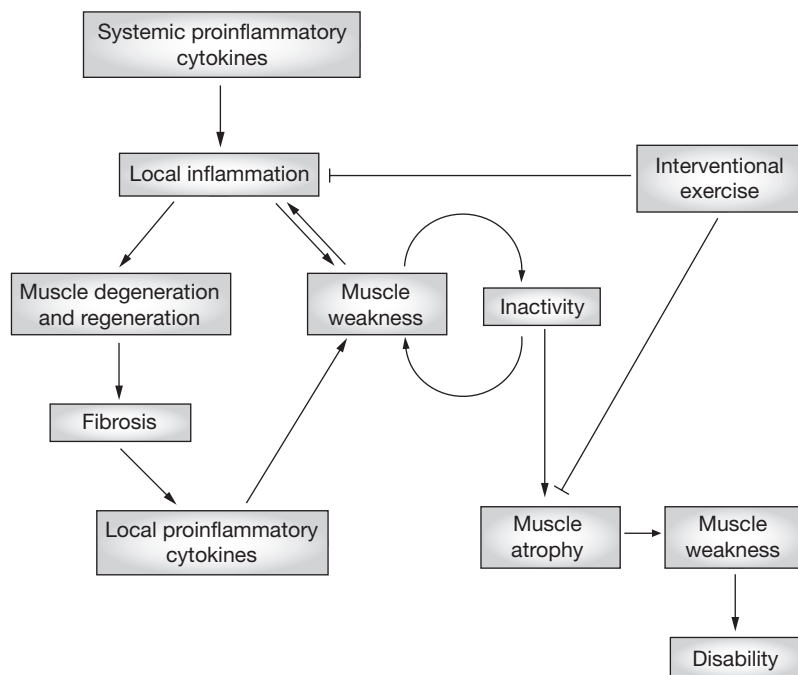 Systemic proinflammatory
cytokines
Local inflammation
Interventional
exercise
Muscle degeneration
and regeneration
Muscle
weakness
Inactivity
Fibrosis
Local proinflammatory
cytokines
Muscle
atrophy
Muscle
weakness
Disability